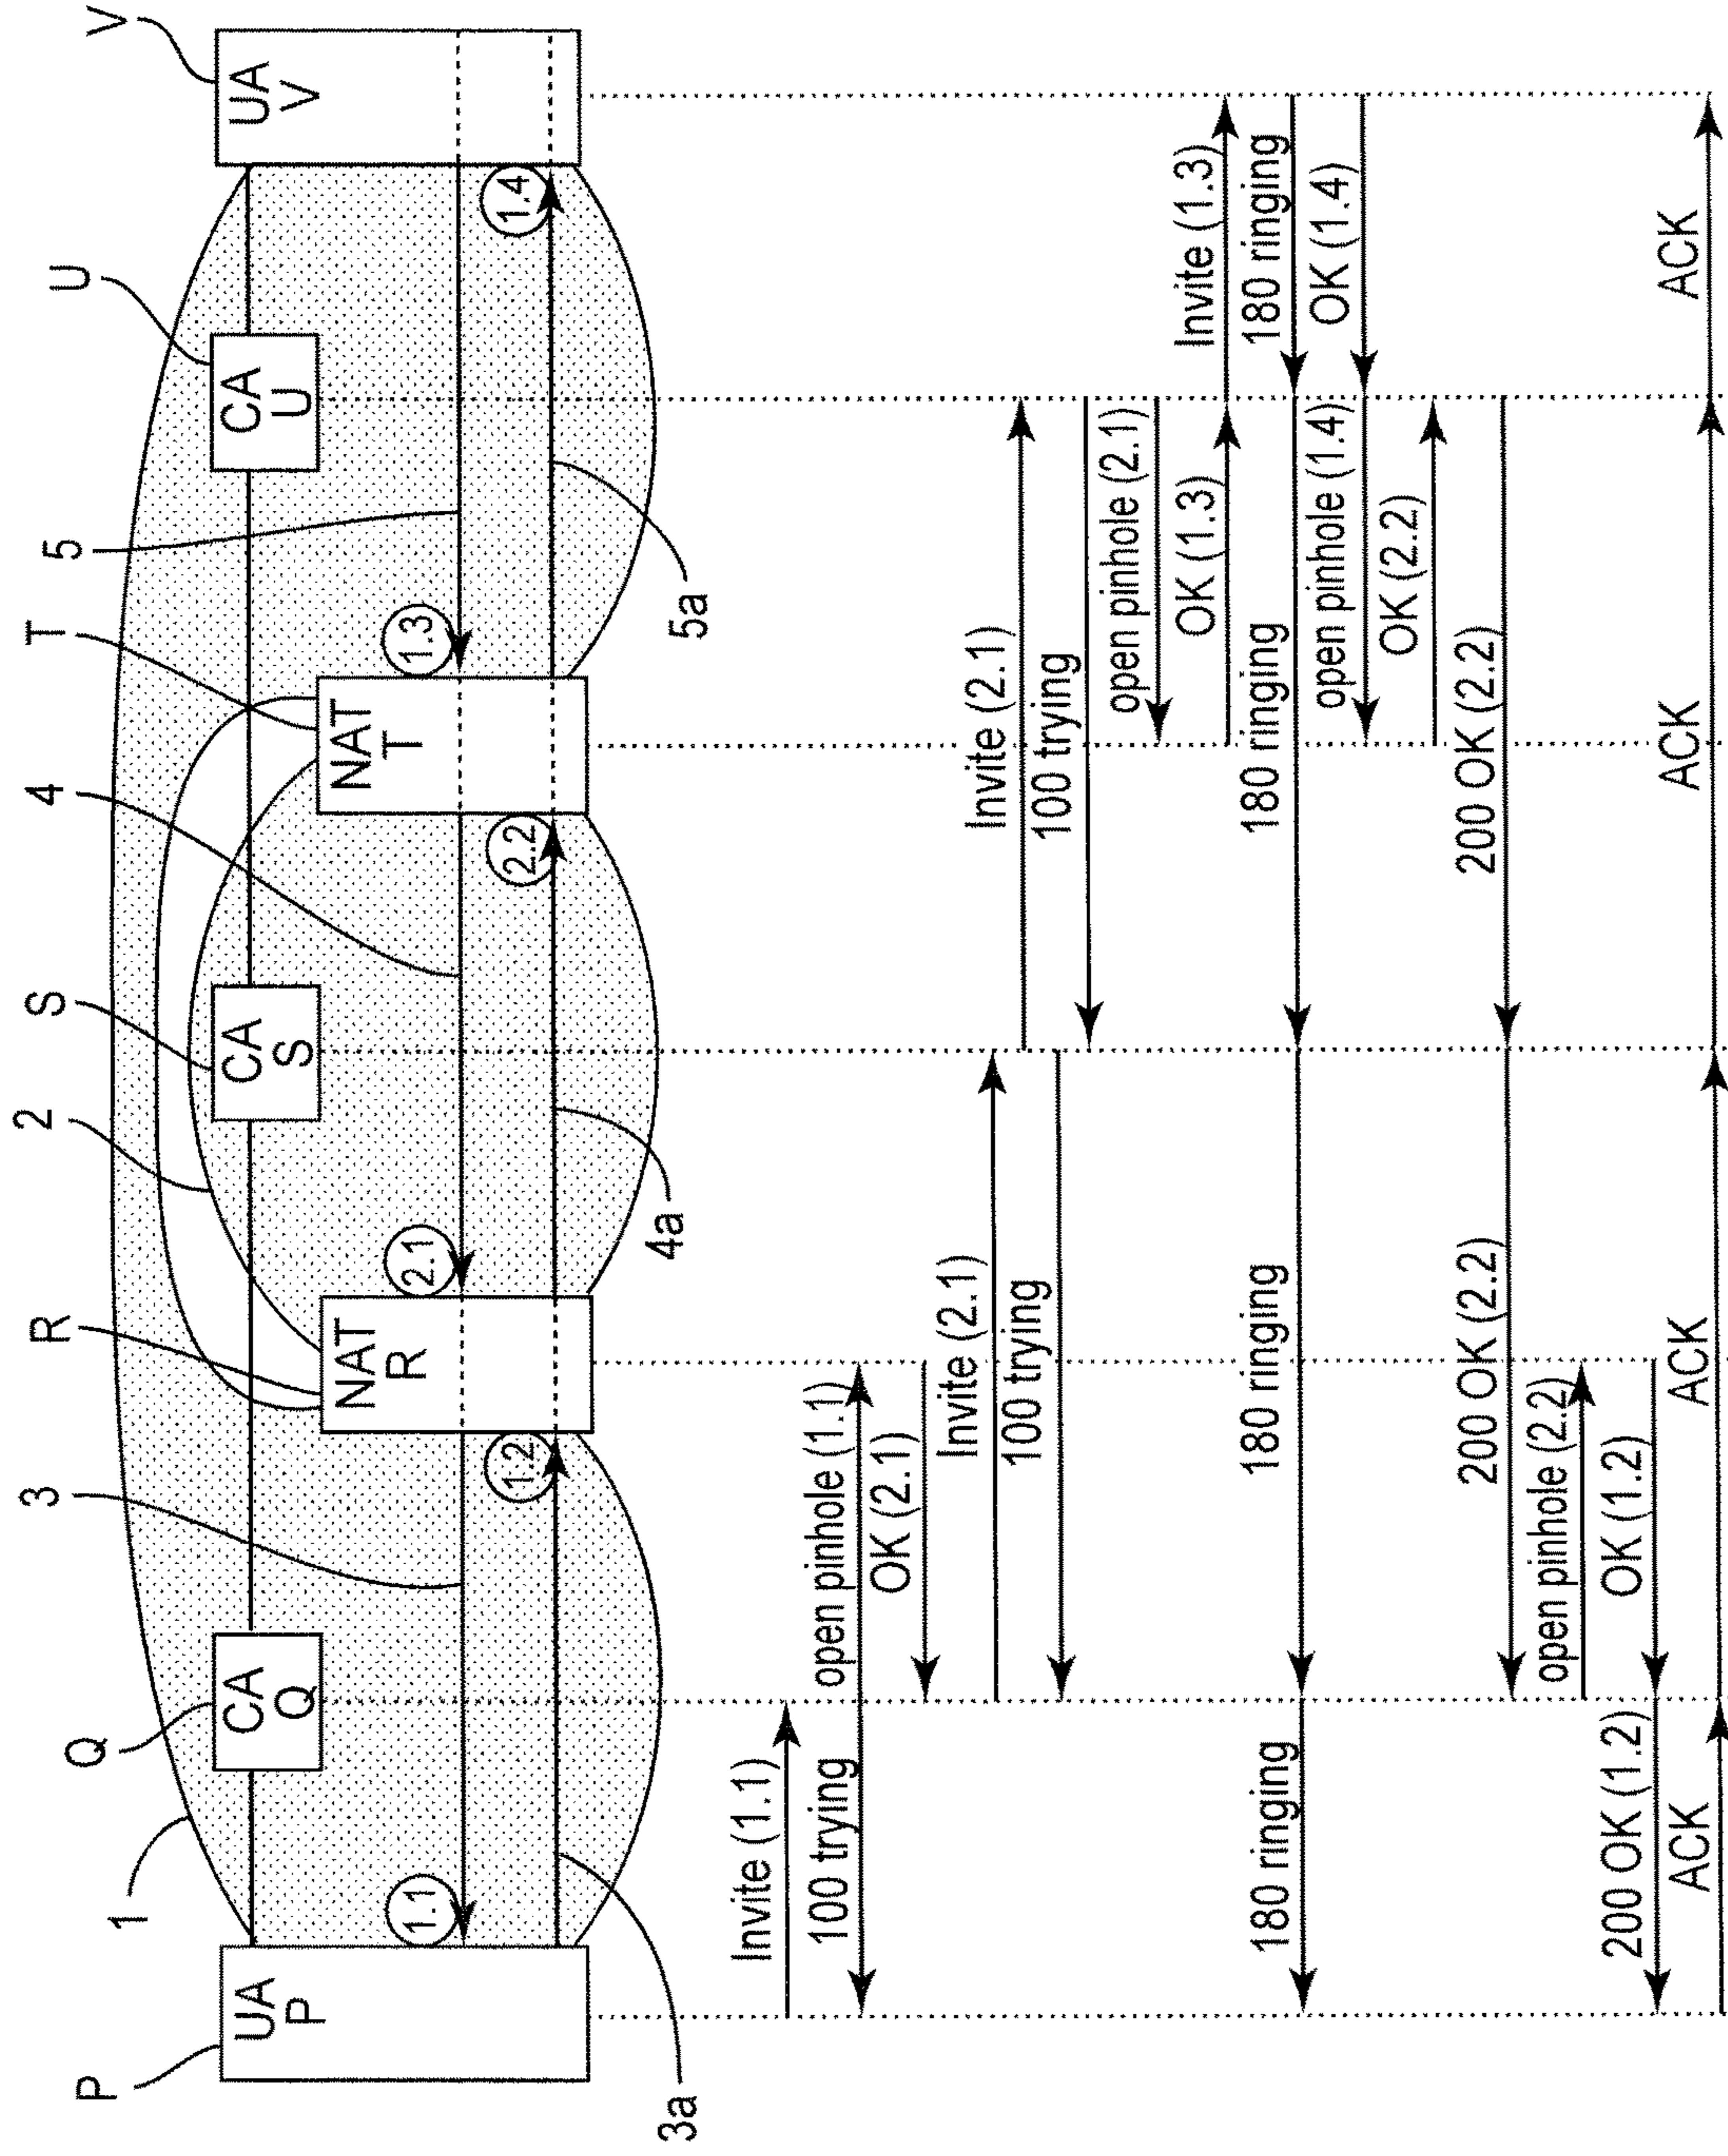 P
1
Q
3
R
2
S
4
T
5
U
V
UA
P
CA
Q
NAT
R
CA
S
NAT
T
CA
U
UA
V
1.1
1.2
2.1
2.2
1.3
1.4
3a
4a
5a
Invite (1.1)
100 trying
open pinhole (1.1)
OK (2.1)
Invite (2.1)
100 trying
Invite (2.1)
100 trying
open pinhole (2.1)
OK (1.3)
Invite (1.3)
180 ringing
180 ringing
180 ringing
180 ringing
OK (1.4)
open pinhole (1.4)
OK (2.2)
200 OK (2.2)
200 OK (2.2)
open pinhole (2.2)
OK (1.2)
200 OK (1.2)
ACK
ACK
ACK
ACK